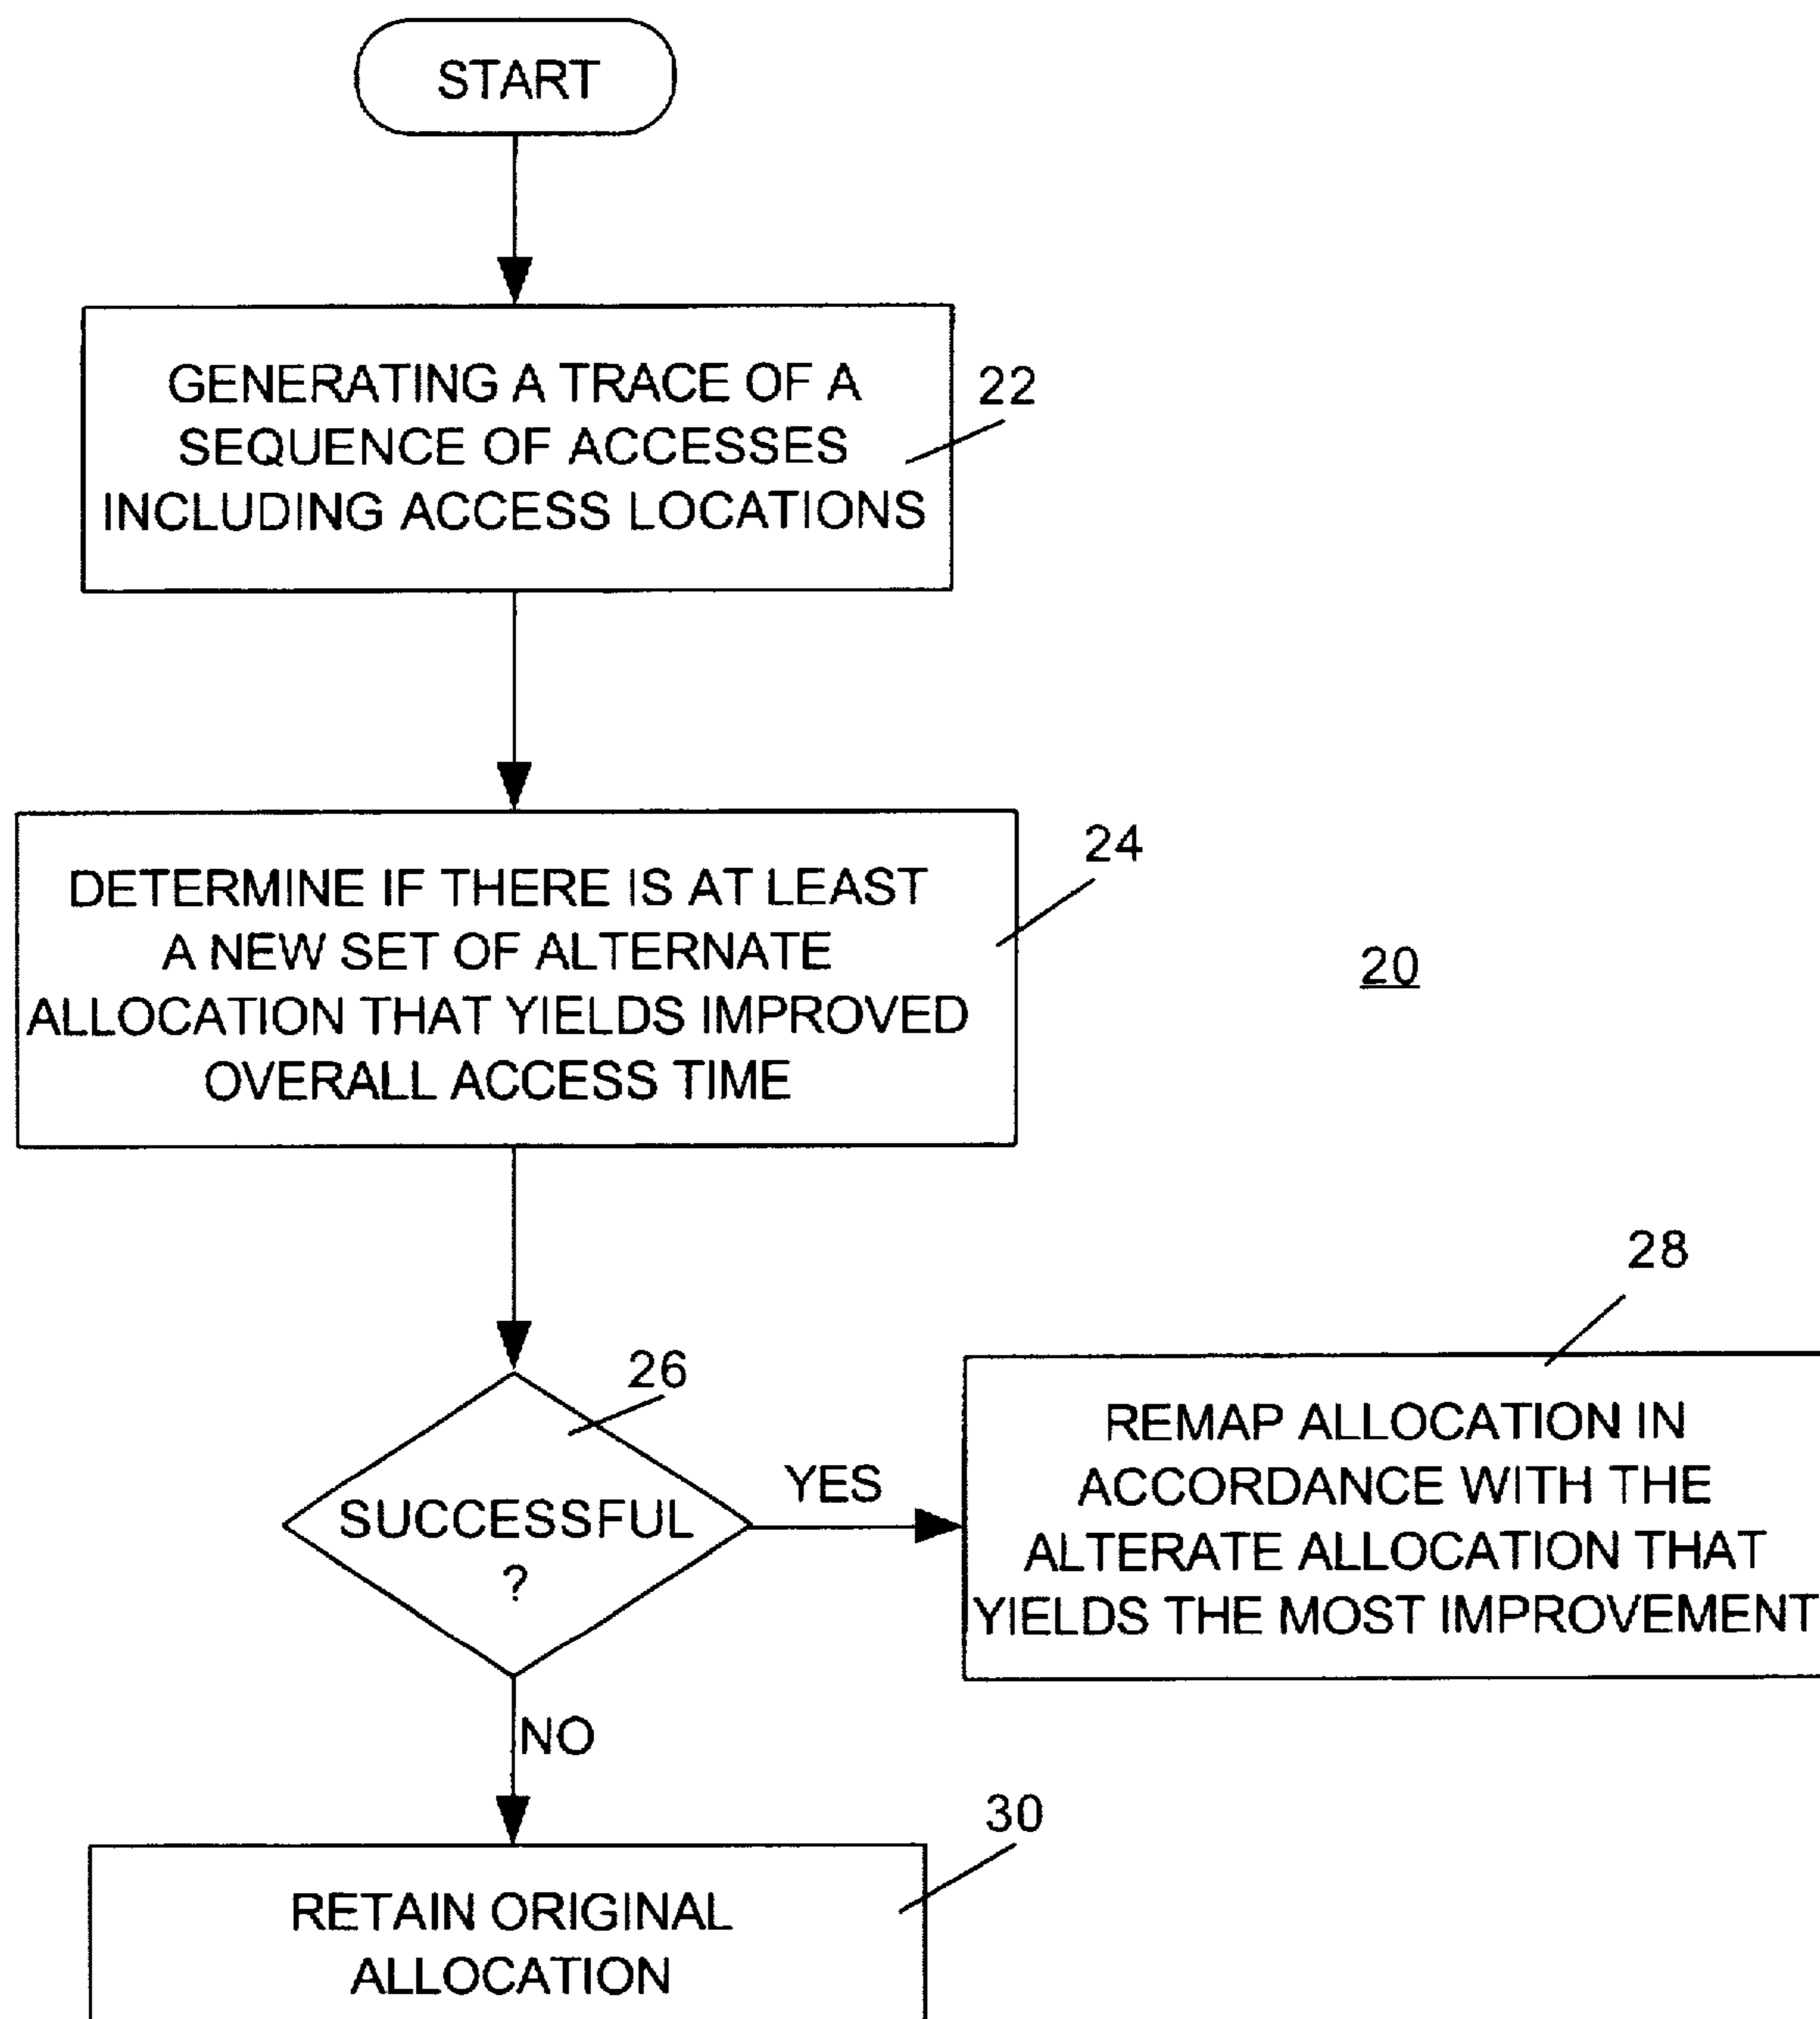 START
GENERATING A TRACE OF A
SEQUENCE OF ACCESSES
INCLUDING ACCESS LOCATIONS
22
DETERMINE IF THERE IS AT LEAST
A NEW SET OF ALTERNATE
ALLOCATION THAT YIELDS IMPROVED
OVERALL ACCESS TIME
24
20
26
SUCCESSFUL
?
YES
28
REMAP ALLOCATION IN
ACCORDANCE WITH THE
ALTERATE ALLOCATION THAT
YIELDS THE MOST IMPROVEMENT
NO
30
RETAIN ORIGINAL
ALLOCATION